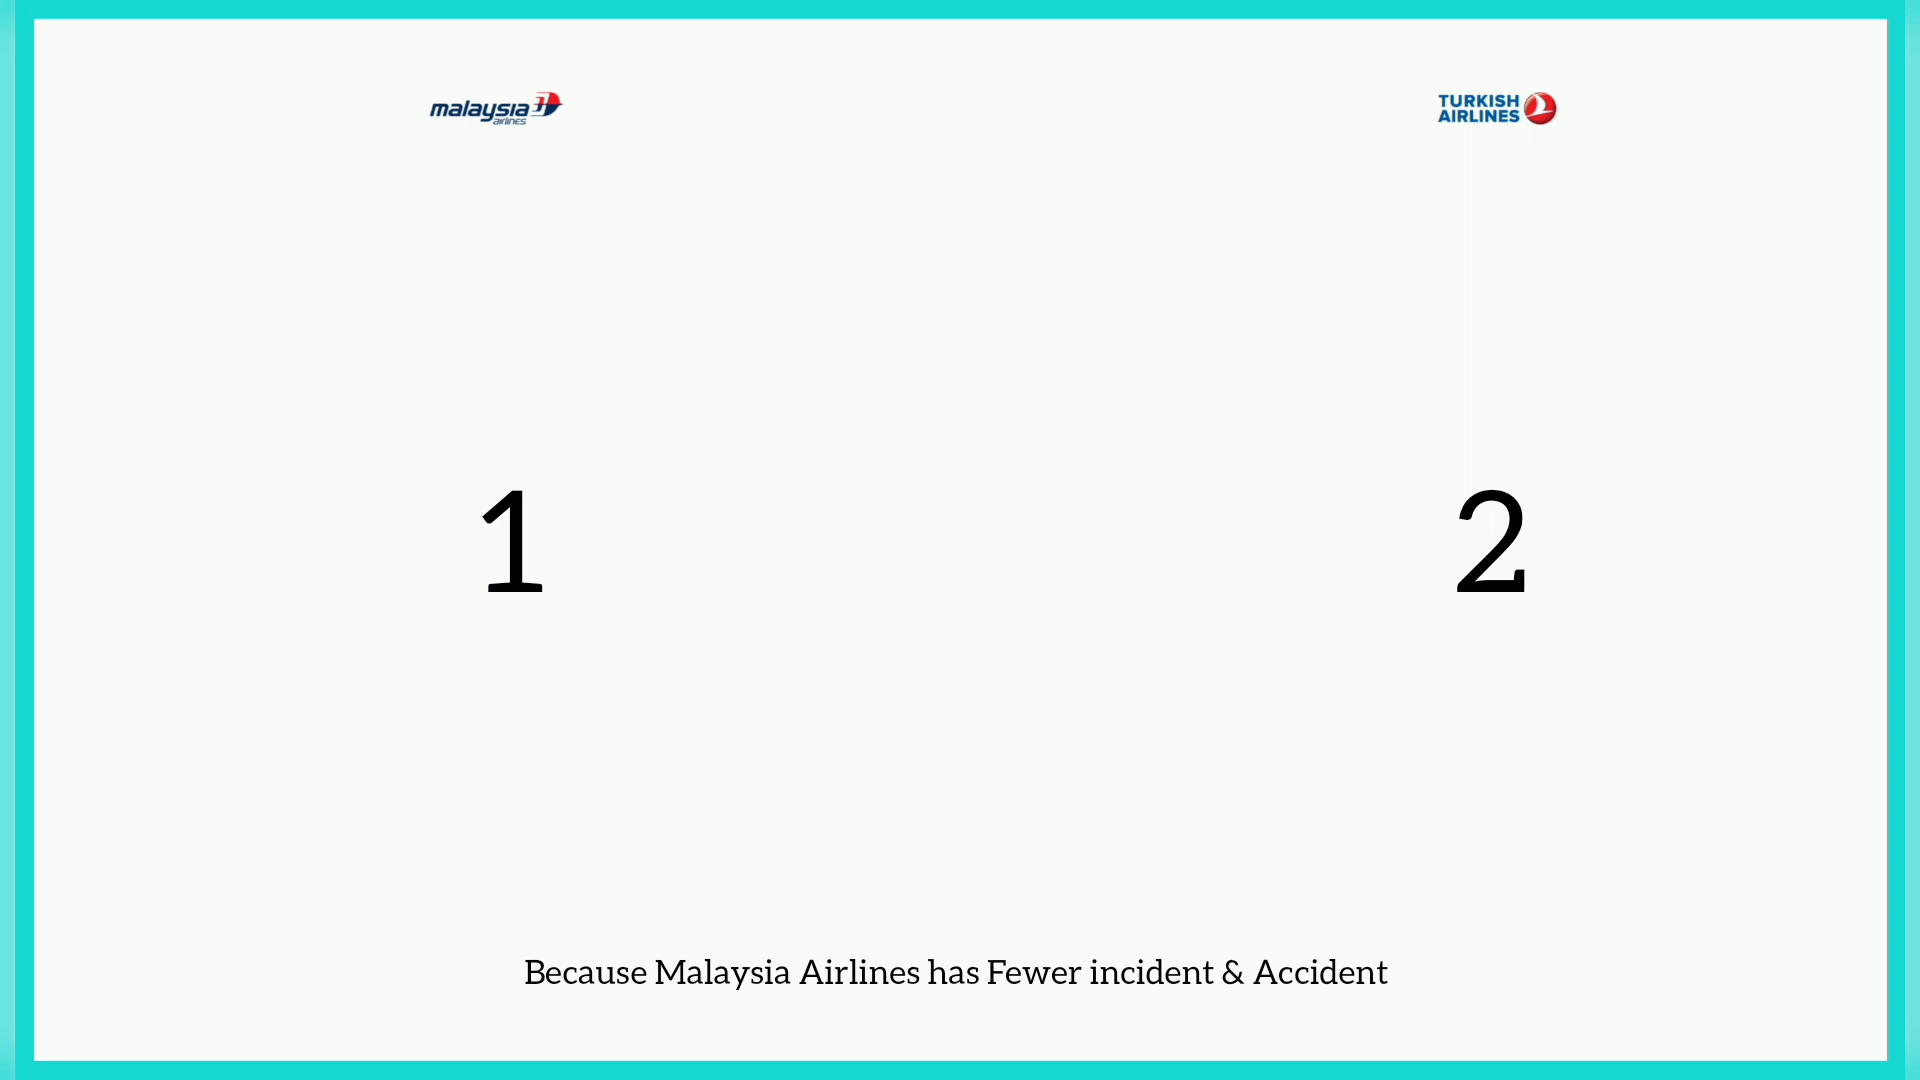 malaysia
airlines
TURKISH
AIRLINES
1
2
Because Malaysia Airlines has Fewer incident & Accident